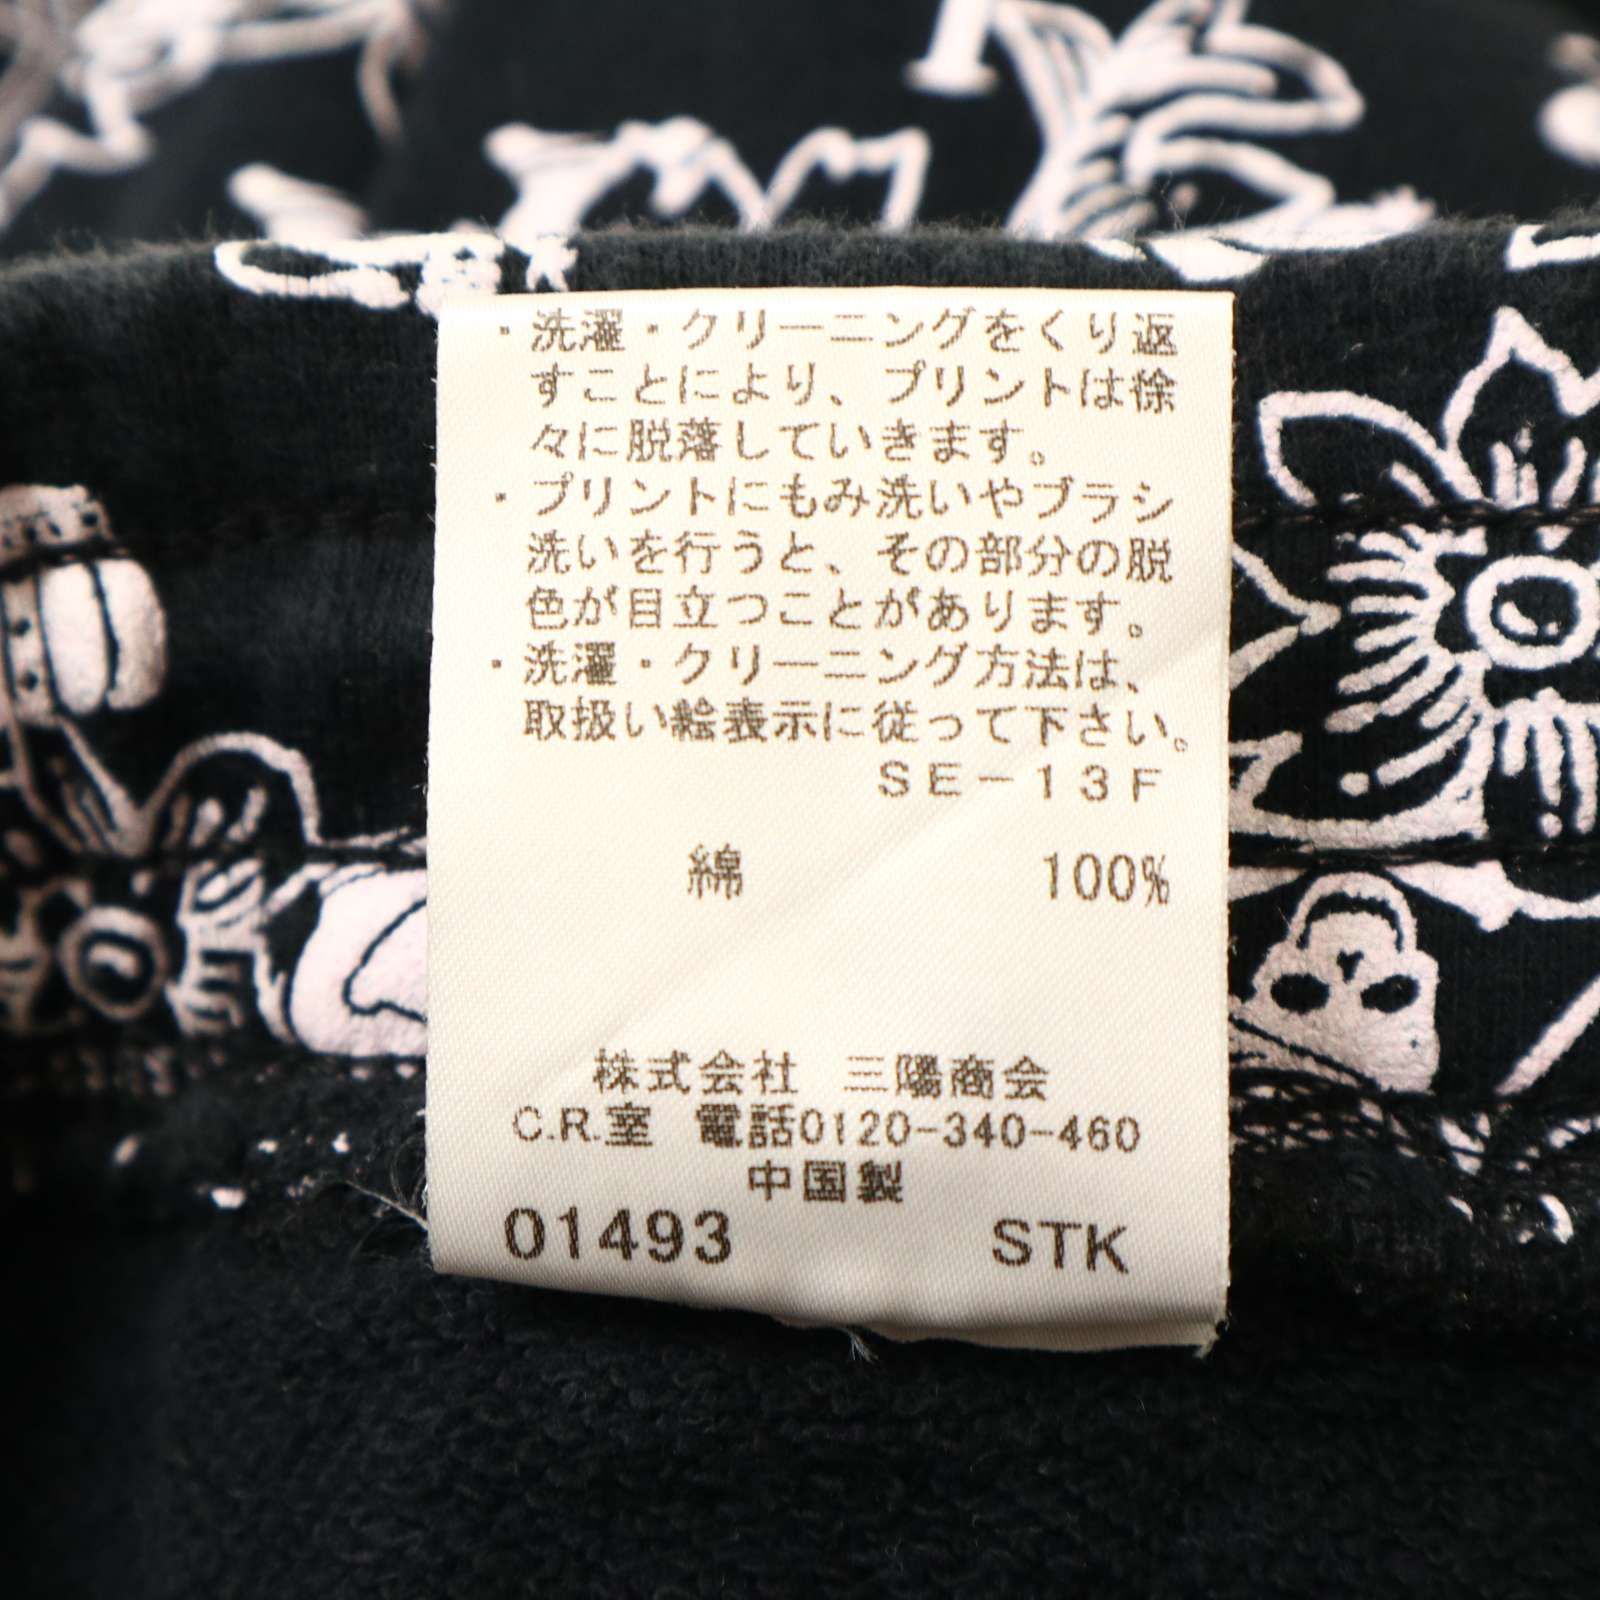 ・洗濯・クリーニングをくり返
すことにより、プリントは徐
々に脱落していきます。
・プリントにもみ洗いやブラシ
洗いを行うと、その部分の脱
色が目立つことがあります。
・洗濯・クリーニング方法は、
取扱い絵表示に従って下さい。
SE-13F
綿 100%
株式会社 三陽商会
C.R.室 電話0120-340-460
中国製
01493 STK